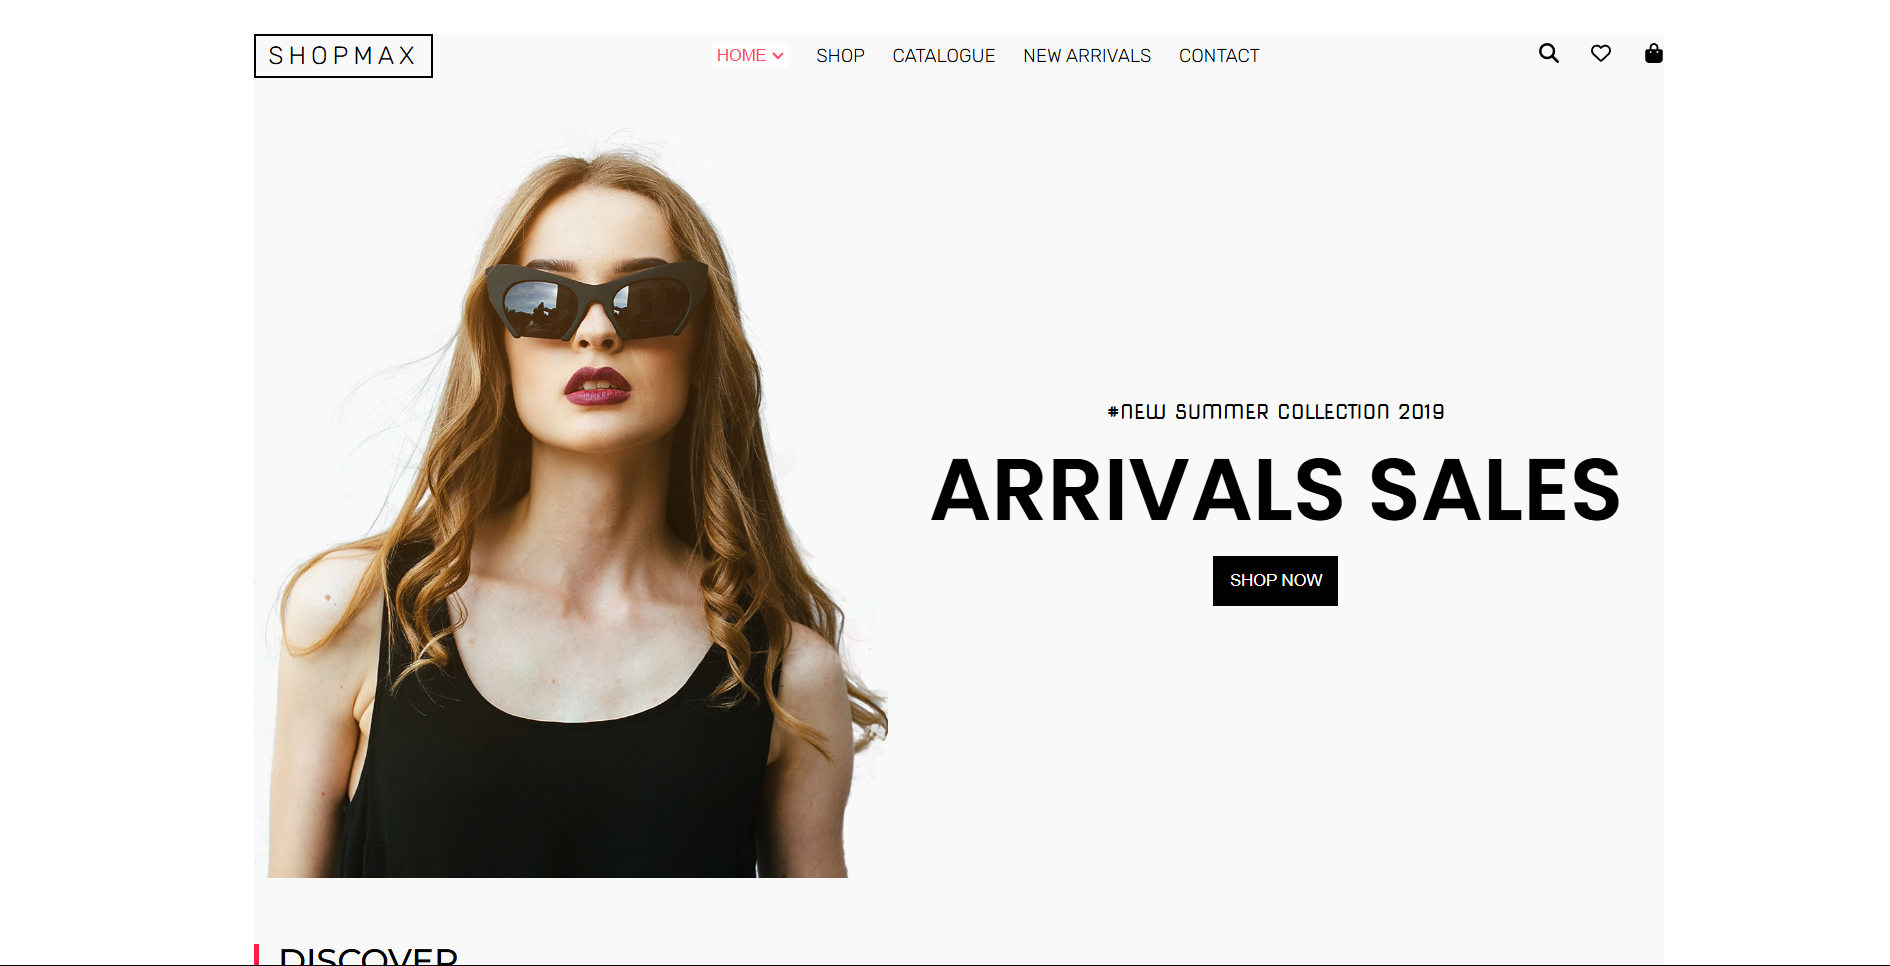 SHOPMAX
HOME SHOP CATALOGUE NEW ARRIVALS CONTACT
#NEW SUMMER COLLECTION 2019
ARRIVALS SALES
SHOP NOW
DISCOVER